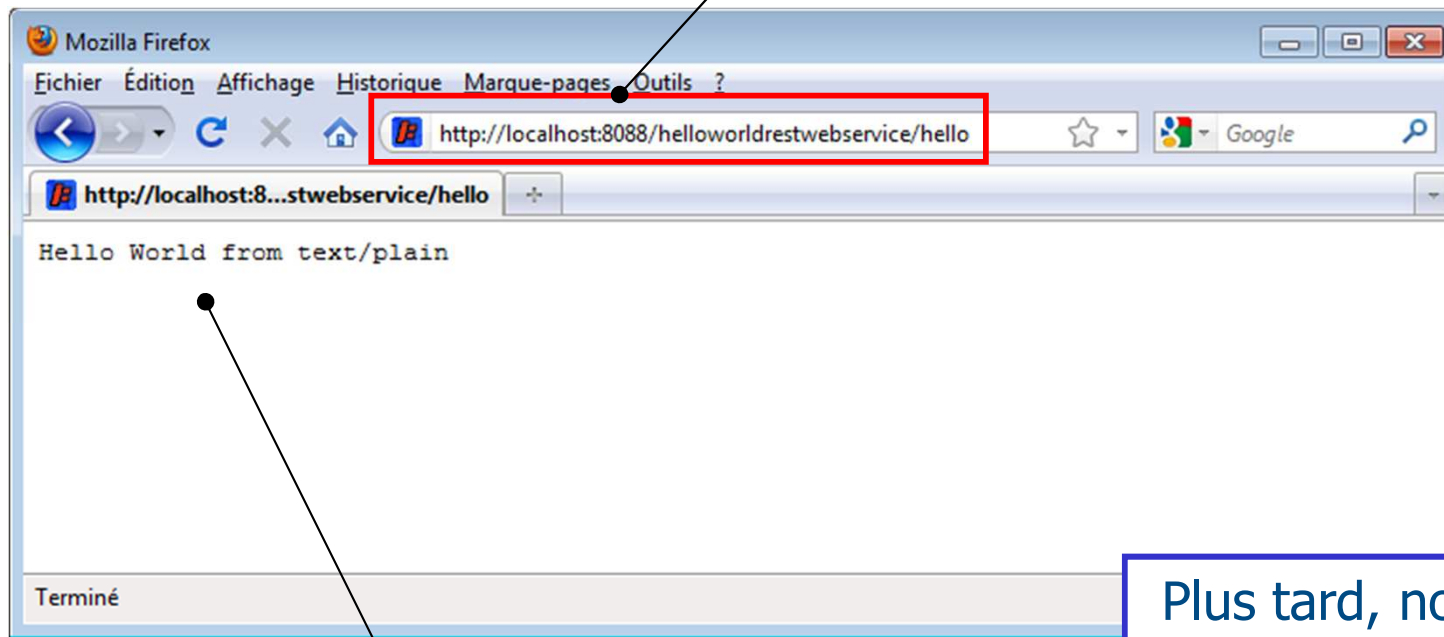 Mozilla Firefox
Fichier Édition Affichage Historique Marque-pages Outils ?
http://localhost:8088/helloworldrestwebservice/hello
Google
http://localhost:8...stwebservice/hello
Hello World from text/plain
Terminé
Plus tard, no